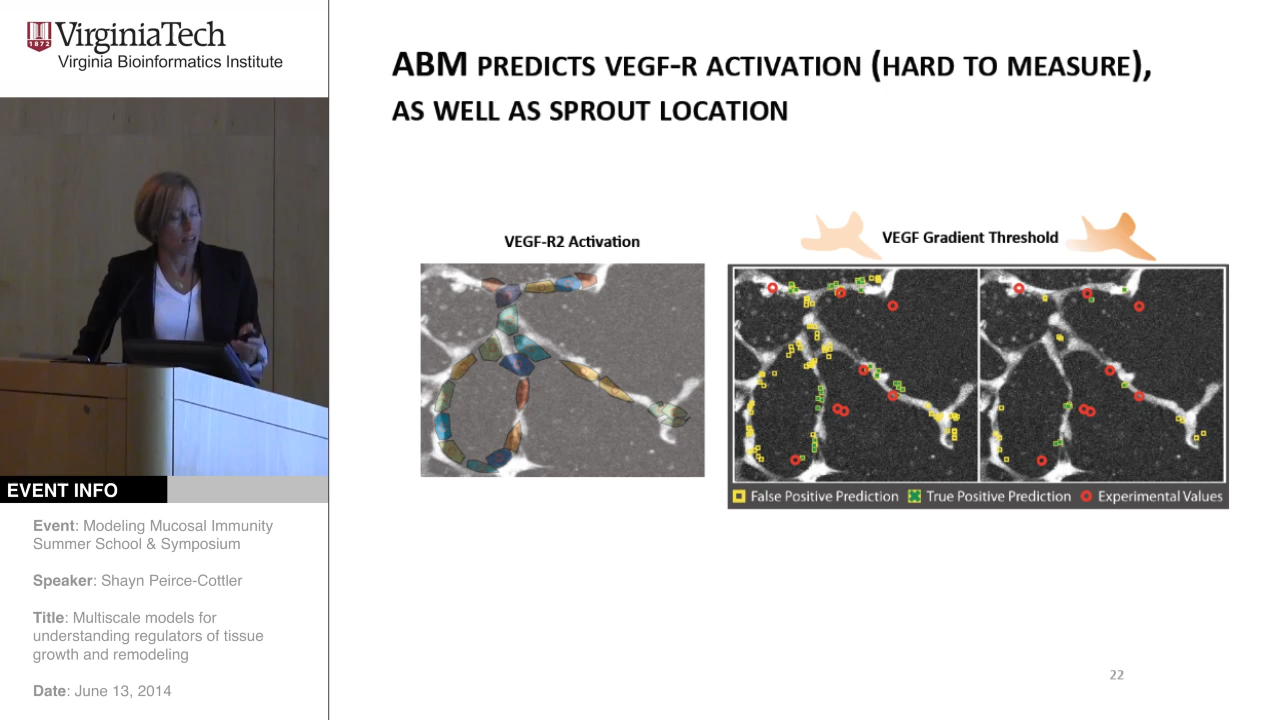 VirginiaTech
1872
Virginia Bioinformatics Institute
ABM PREDICTS VEGF-R ACTIVATION (HARD TO MEASURE),
AS WELL AS SPROUT LOCATION
VEGF-R2 Activation
VEGF Gradient Threshold
False Positive Prediction
True Positive Prediction
Experimental Values
22
EVENT INFO
Event: Modeling Mucosal Immunity
Summer School & Symposium
Speaker: Shayn Peirce-Cottler
Title: Multiscale models for
understanding regulators of tissue
growth and remodeling
Date: June 13, 2014